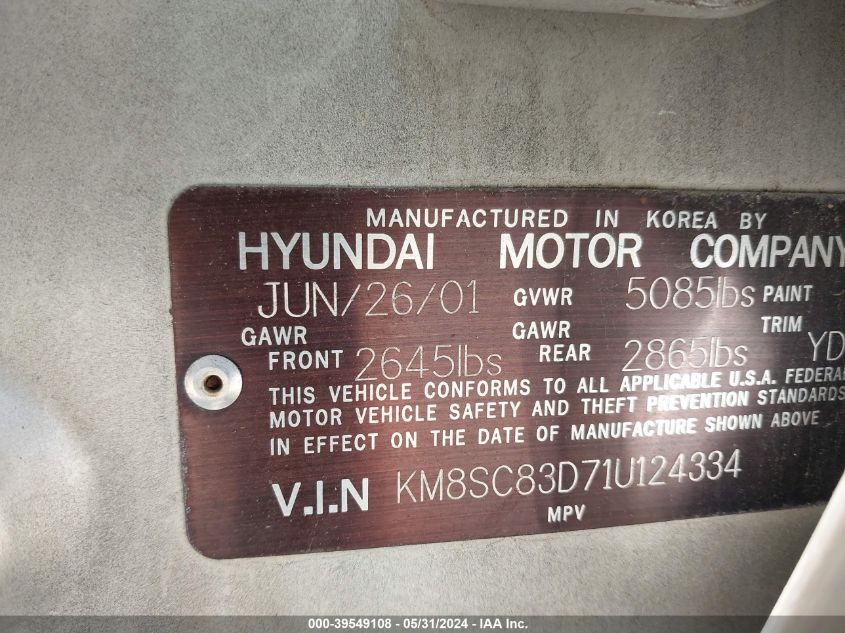 MANUFACTURED IN KOREA BY
HYUNDAI MOTOR COMPANY
JUN/26/01 GVWR 5085lbs PAINT
GAWR FRONT 2645lbs GAWR REAR 2865lbs TRIM YD
THIS VEHICLE CONFORMS TO ALL APPLICABLE U.S.A. FEDERAL
MOTOR VEHICLE SAFETY AND THEFT PREVENTION STANDARDS
IN EFFECT ON THE DATE OF MANUFACTURE SHOWN ABOVE
V.I.N KM8SC83D71U124334
MPV
000-39549108 - 05/31/2024 - IAA Inc.